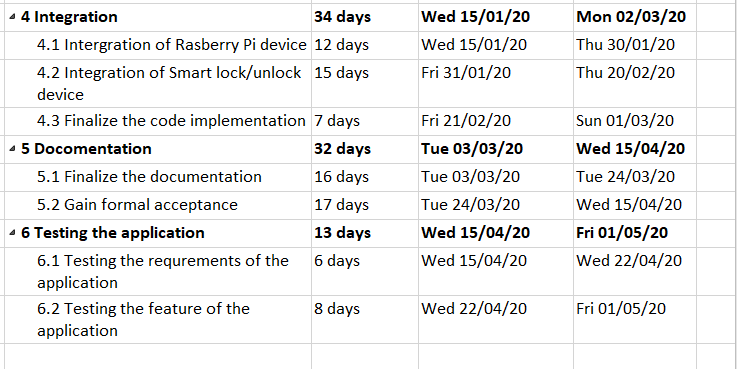 4 Integration 34 days Wed 15/01/20 Mon 02/03/20
4.1 Intergration of Rasberry Pi device 12 days Wed 15/01/20 Thu 30/01/20
4.2 Integration of Smart lock/unlock 15 days Fri 31/01/20 Thu 20/02/20
device
4.3 Finalize the code implementation 7 days Fri 21/02/20 Sun 01/03/20
5 Docomentation 32 days Tue 03/03/20 Wed 15/04/20
5.1 Finalize the documentation 16 days Tue 03/03/20 Tue 24/03/20
5.2 Gain formal acceptance 17 days Tue 24/03/20 Wed 15/04/20
6 Testing the application 13 days Wed 15/04/20 Fri 01/05/20
6.1 Testing the requrements of the 6 days Wed 15/04/20 Wed 22/04/20
application
6.2 Testing the feature of the 8 days Wed 22/04/20 Fri 01/05/20
application